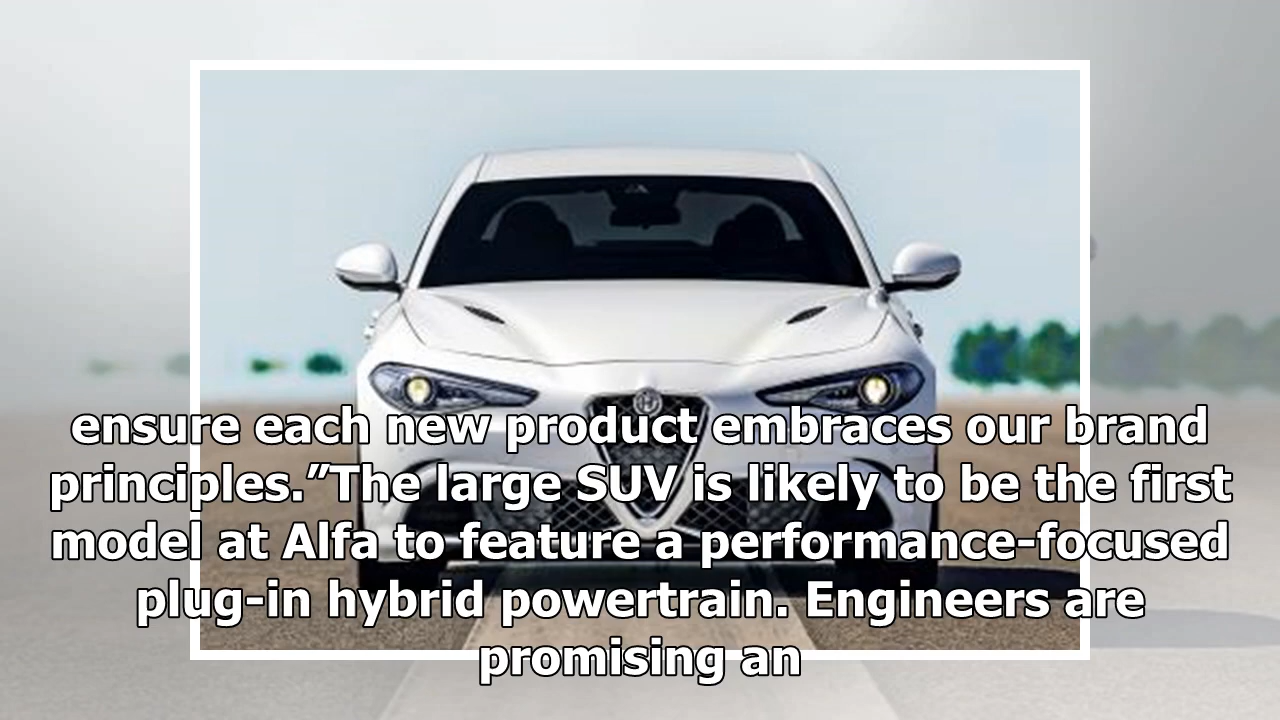 ensure each new product embraces our brand
principles.”The large SUV is likely to be the first
model at Alfa to feature a performance-focused
plug-in hybrid powertrain. Engineers are
promising an